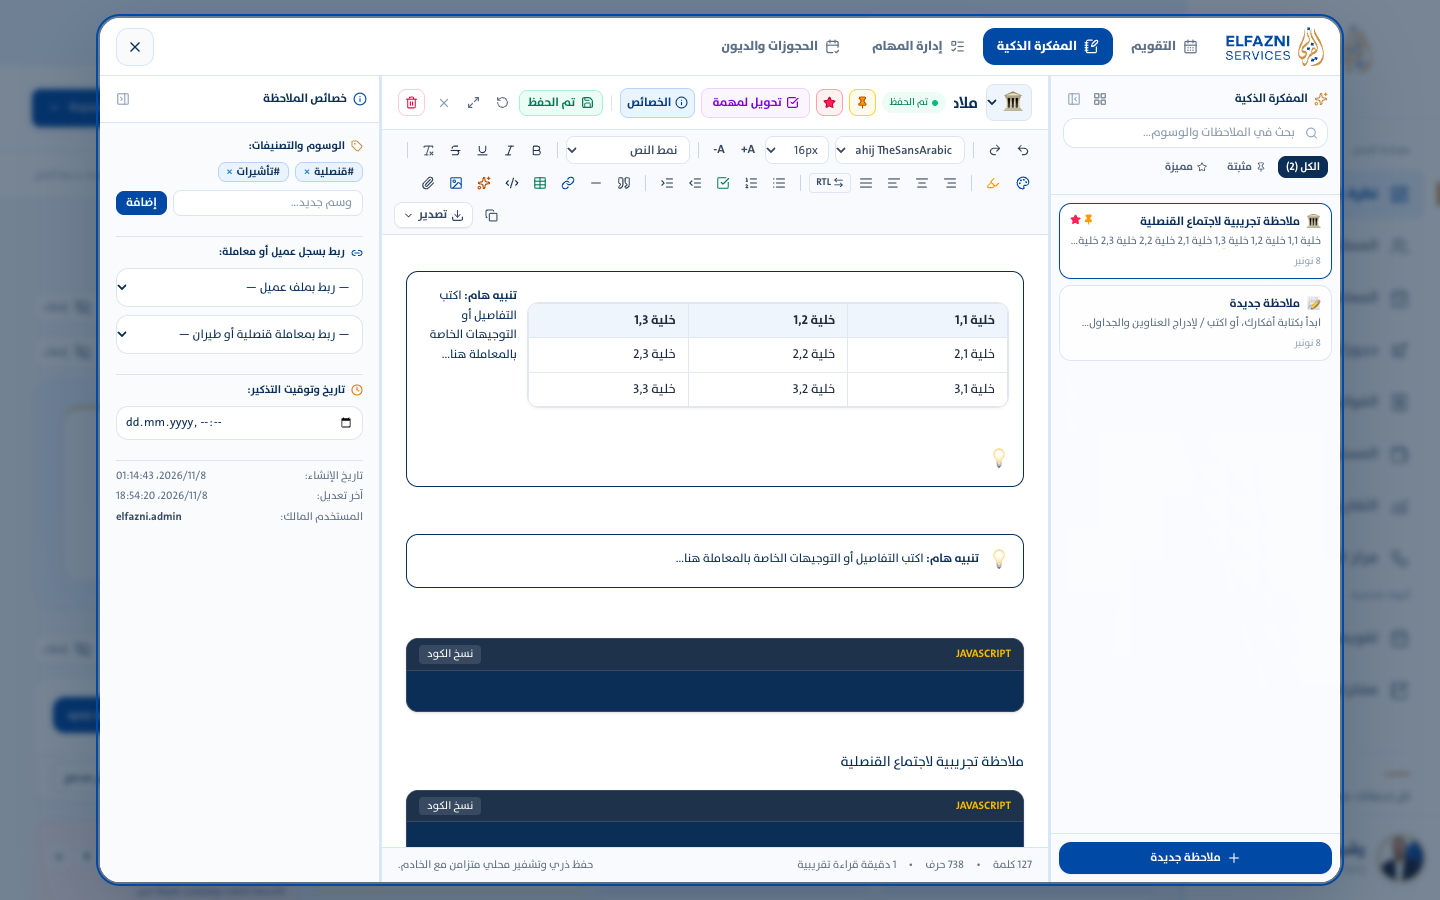 ELFAZNI
SERVICES
التقويم
المفكرة الذكية
إدارة المهام
الحجوزات والديون
المفكرة الذكية
بحث في الملاحظات والوسوم...
الكل (2)
مثبتة
مميزة
ملاحظة تجريبية لاجتماع القنصلية
خلية 1,1 خلية 1,2 خلية 1,3 خلية 2,1 خلية 2,2 خلية 2,3 خلية...
8 نونبر
ملاحظة جديدة
ابدأ بكتابة أفكارك، أو اكتب / لإدراج العناوين والجداول...
8 نونبر
ملاحظة جديدة
ملاد
تم الحفظ
تحويل لمهمة
الخصائص
تم الحفظ
ahij TheSansArabic
16px
A+
A-
نمط النص
B
I
U
S
RTL
تصدير
خلية 1,1
خلية 1,2
خلية 1,3
خلية 2,1
خلية 2,2
خلية 2,3
خلية 3,1
خلية 3,2
خلية 3,3
تنبيه هام: اكتب
التفاصيل أو
التوجيهات الخاصة
بالمعاملة هنا...
تنبيه هام: اكتب التفاصيل أو التوجيهات الخاصة بالمعاملة هنا...
JAVASCRIPT
نسخ الكود
ملاحظة تجريبية لاجتماع القنصلية
JAVASCRIPT
نسخ الكود
127 كلمة • 738 حرف • 1 دقيقة قراءة تقريبية
حفظ ذري وتشفير محلي متزامن مع الخادم.
خصائص الملاحظة
الوسوم والتصنيفات:
#قنصلية ×
#تأشيرات ×
وسم جديد...
إضافة
ربط بسجل عميل أو معاملة:
— ربط بملف عميل —
— ربط بمعاملة قنصلية أو طيران —
تاريخ وتوقيت التذكير:
dd.mm.yyyy, --:--
تاريخ الإنشاء:
8‏/11‏/2026، 01:14:43
آخر تعديل:
8‏/11‏/2026، 18:54:20
المستخدم المالك:
elfazni.admin